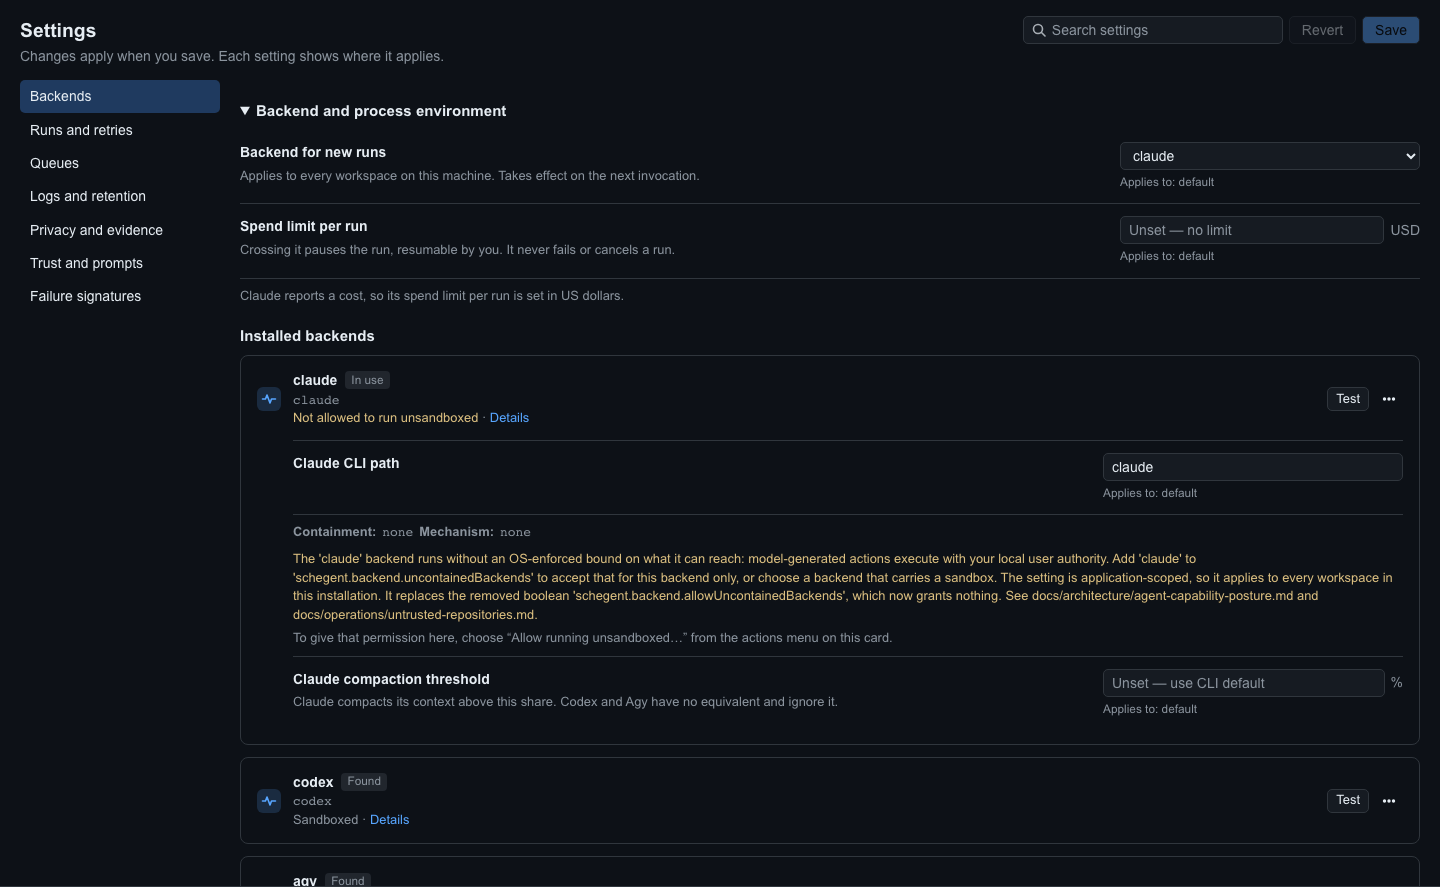 Settings
Changes apply when you save. Each setting shows where it applies.
Search settings
Revert
Save
Backends
Runs and retries
Queues
Logs and retention
Privacy and evidence
Trust and prompts
Failure signatures
Backend and process environment
Backend for new runs
Applies to every workspace on this machine. Takes effect on the next invocation.
claude
Applies to: default
Spend limit per run
Crossing it pauses the run, resumable by you. It never fails or cancels a run.
Unset — no limit
USD
Applies to: default
Claude reports a cost, so its spend limit per run is set in US dollars.
Installed backends
claude In use
claude
Not allowed to run unsandboxed · Details
Test
Claude CLI path
claude
Applies to: default
Containment: none Mechanism: none
The 'claude' backend runs without an OS-enforced bound on what it can reach: model-generated actions execute with your local user authority. Add 'claude' to
'schegent.backend.uncontainedBackends' to accept that for this backend only, or choose a backend that carries a sandbox. The setting is application-scoped, so it applies to every workspace in
this installation. It replaces the removed boolean 'schegent.backend.allowUncontainedBackends', which now grants nothing. See docs/architecture/agent-capability-posture.md and
docs/operations/untrusted-repositories.md.
To give that permission here, choose “Allow running unsandboxed…” from the actions menu on this card.
Claude compaction threshold
Claude compacts its context above this share. Codex and Agy have no equivalent and ignore it.
Unset — use CLI default
%
Applies to: default
codex Found
codex
Sandboxed · Details
Test
agy Found